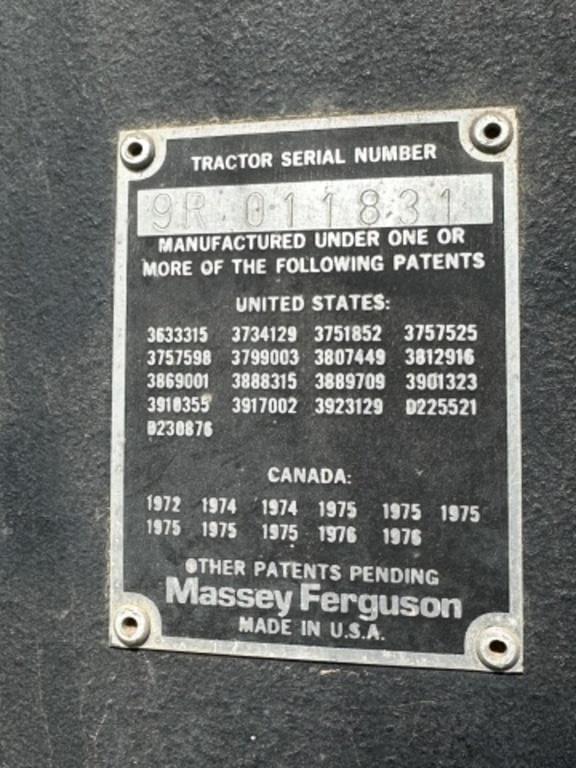 TRACTOR SERIAL NUMBER
9R 011831
MANUFACTURED UNDER ONE OR
MORE OF THE FOLLOWING PATENTS
UNITED STATES:
3633315 3734129 3751852 3757525
3757598 3799003 3807449 3812916
3869001 3888315 3889709 3901323
3910355 3917002 3923129 D225521
D230876
CANADA:
1972 1974 1974 1975 1975 1975
1975 1975 1975 1976 1976
OTHER PATENTS PENDING
Massey Ferguson
MADE IN U.S.A.